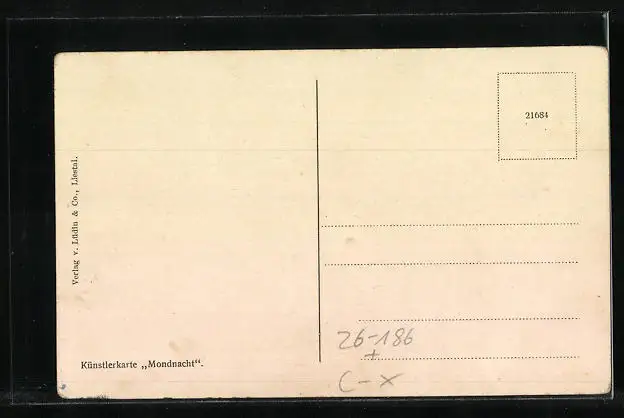 21684
Verlag v. Lüdin & Co., Liestal.
26-186
+
C-X
Künstlerkarte „Mondnacht“.